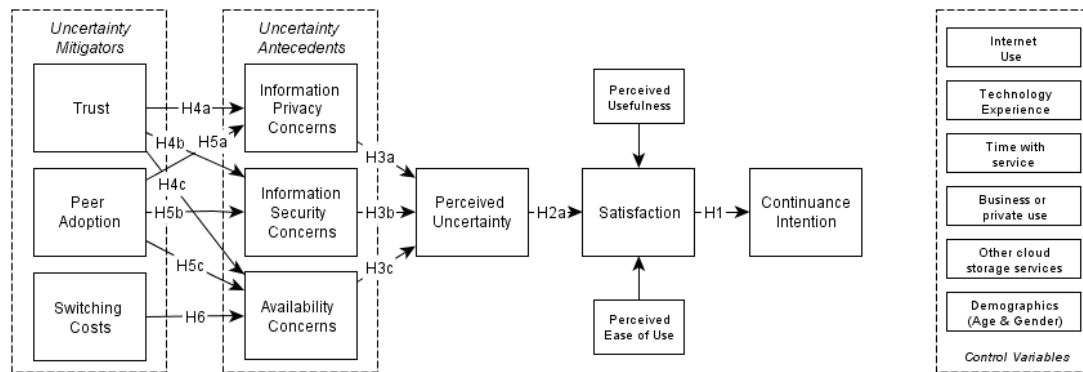 Uncertainty
Mitigators
Trust
Peer
Adoption
Switching
Costs
H4a
H5a
H4b
H4c
H5b
H5c
H6
Uncertainty
Antecedents
Information
Privacy
Concerns
Information
Security
Concerns
Availability
Concerns
H3a
H3b
H3c
Perceived
Uncertainty
H2a
Perceived
Usefulness
Satisfaction
Perceived
Ease of Use
H1
Continuance
Intention
Internet
Use
Technology
Experience
Time with
service
Business or
private use
Other cloud
storage services
Demographics
(Age & Gender)
Control Variables